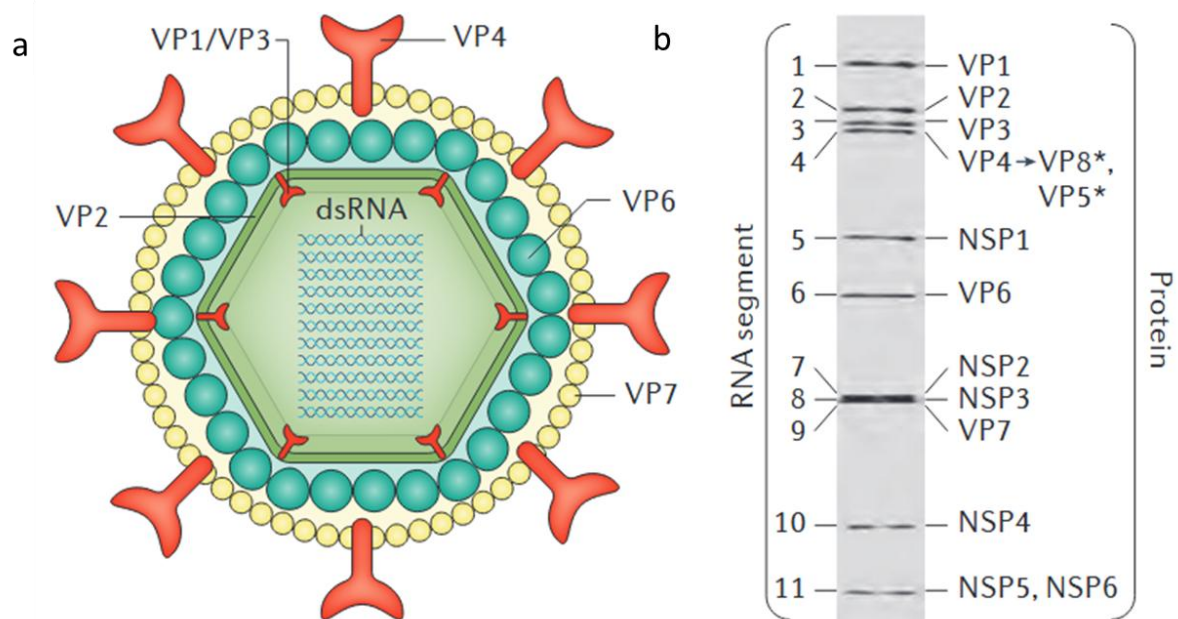 a
VP1/VP3
VP4
VP2
dsRNA
VP6
VP7
b
RNA segment
1
VP1
2
VP2
3
VP3
4
VP4→VP8*,
VP5*
5
NSP1
6
VP6
7
NSP2
8
NSP3
9
VP7
10
NSP4
11
NSP5, NSP6
Protein